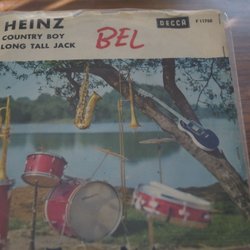 HEINZ
DECCA
COUNTRY BOY
LONG TALL JACK
BEL